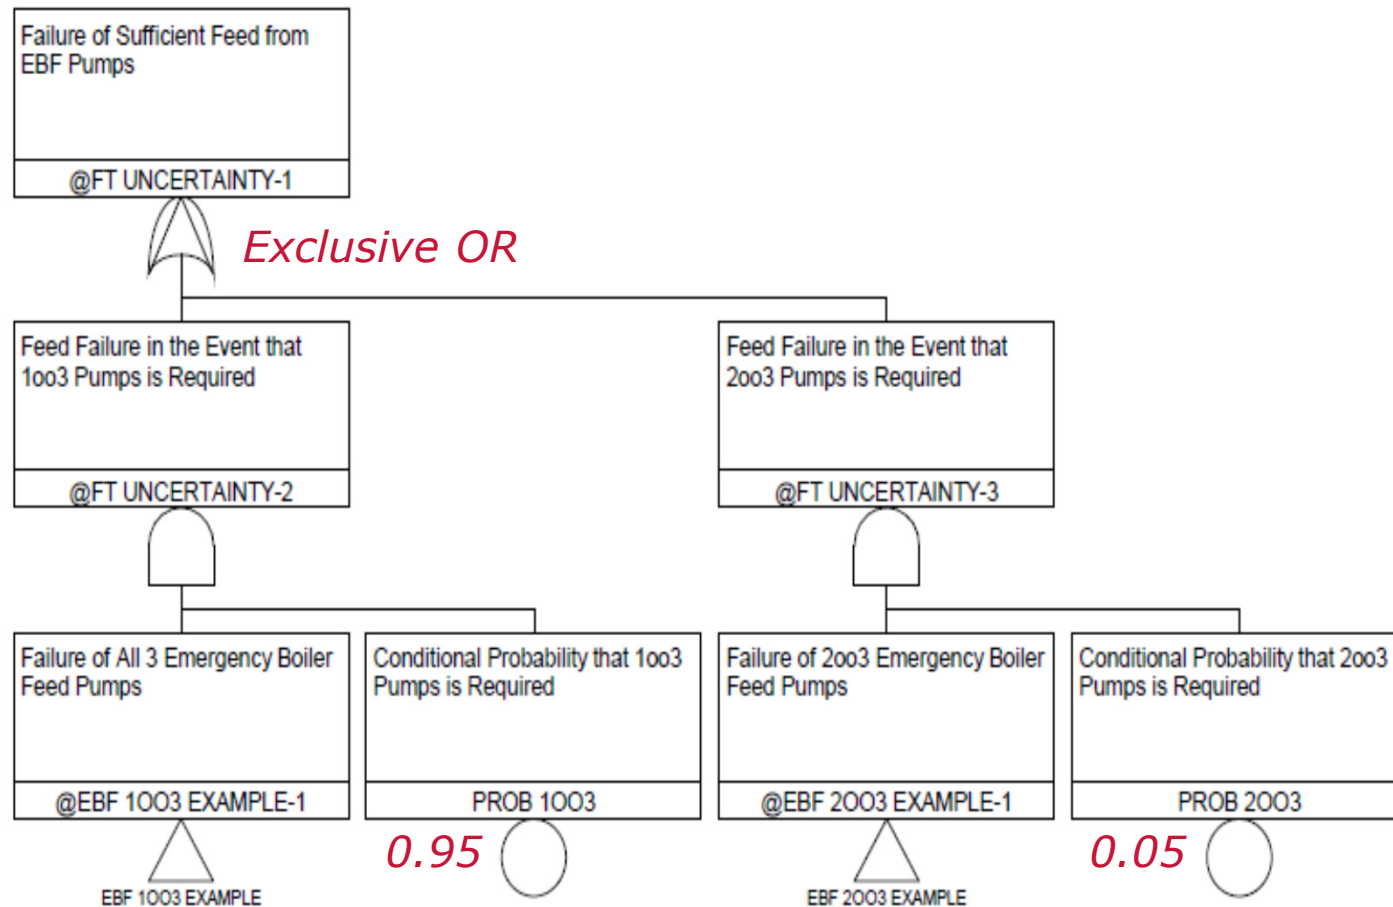 Failure of Sufficient Feed from
EBF Pumps
@FT UNCERTAINTY-1
Exclusive OR
Feed Failure in the Event that
1oo3 Pumps is Required
@FT UNCERTAINTY-2
Feed Failure in the Event that
2oo3 Pumps is Required
@FT UNCERTAINTY-3
Failure of All 3 Emergency Boiler
Feed Pumps
@EBF 1OO3 EXAMPLE-1
EBF 1OO3 EXAMPLE
Conditional Probability that 1oo3
Pumps is Required
PROB 1OO3
0.95
Failure of 2oo3 Emergency Boiler
Feed Pumps
@EBF 2OO3 EXAMPLE-1
EBF 2OO3 EXAMPLE
Conditional Probability that 2oo3
Pumps is Required
PROB 2OO3
0.05